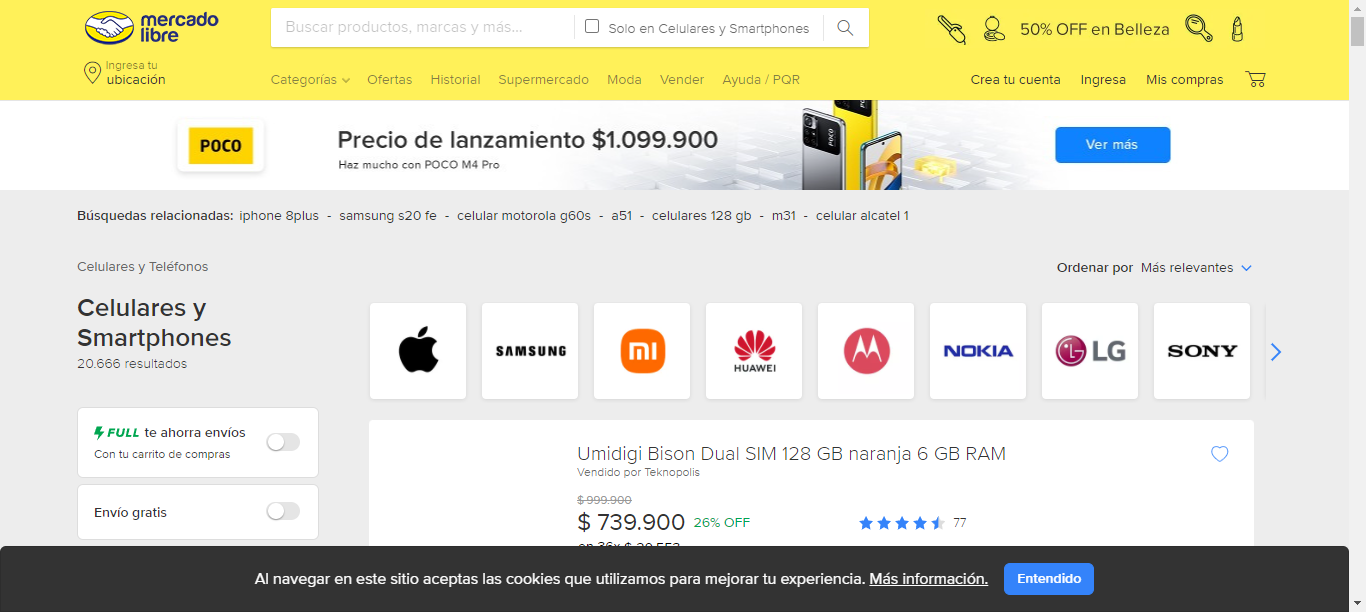 mercado
libre
Buscar productos, marcas y más...
Solo en Celulares y Smartphones
50% OFF en Belleza
Ingresa tu
ubicación
Categorías
Ofertas
Historial
Supermercado
Moda
Vender
Ayuda / PQR
Crea tu cuenta
Ingresa
Mis compras
POCO
Precio de lanzamiento $1.099.900
Haz mucho con POCO M4 Pro
POCO
Ver más
Búsquedas relacionadas: iphone 8plus - samsung s20 fe - celular motorola g60s - a51 - celulares 128 gb - m31 - celular alcatel 1
Celulares y Teléfonos
Ordenar por Más relevantes
Celulares y
Smartphones
20.666 resultados
SAMSUNG
mi
HUAWEI
NOKIA
LG
SONY
FULL te ahorra envíos
Con tu carrito de compras
Envío gratis
Umidigi Bison Dual SIM 128 GB naranja 6 GB RAM
Vendido por Teknopolis
$ 999.900
$ 739.900 26% OFF
77
en 36x $ 20.553
Al navegar en este sitio aceptas las cookies que utilizamos para mejorar tu experiencia. Más información.
Entendido